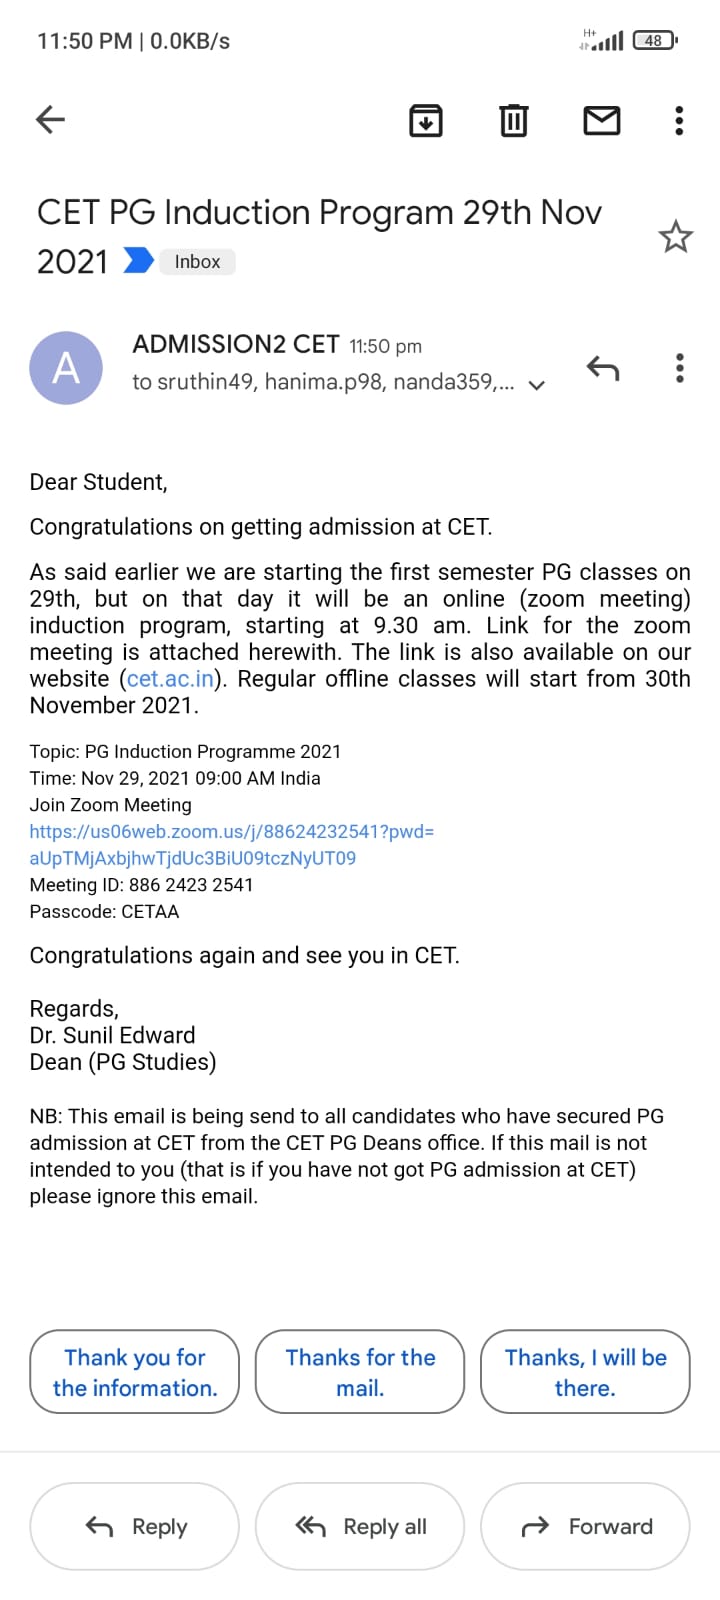 11:50 PM | 0.0KB/s
H+
48
CET PG Induction Program 29th Nov
2021 Inbox
A
ADMISSION2 CET 11:50 pm
to sruthin49, hanima.p98, nanda359,...
Dear Student,
Congratulations on getting admission at CET.
As said earlier we are starting the first semester PG classes on
29th, but on that day it will be an online (zoom meeting)
induction program, starting at 9.30 am. Link for the zoom
meeting is attached herewith. The link is also available on our
website (cet.ac.in). Regular offline classes will start from 30th
November 2021.
Topic: PG Induction Programme 2021
Time: Nov 29, 2021 09:00 AM India
Join Zoom Meeting
https://us06web.zoom.us/j/88624232541?pwd=
aUpTMjAxbjhwTjdUc3BiU09tczNyUT09
Meeting ID: 886 2423 2541
Passcode: CETAA
Congratulations again and see you in CET.
Regards,
Dr. Sunil Edward
Dean (PG Studies)
NB: This email is being send to all candidates who have secured PG
admission at CET from the CET PG Deans office. If this mail is not
intended to you (that is if you have not got PG admission at CET)
please ignore this email.
Thank you for
the information.
Thanks for the
mail.
Thanks, I will be
there.
Reply
Reply all
Forward